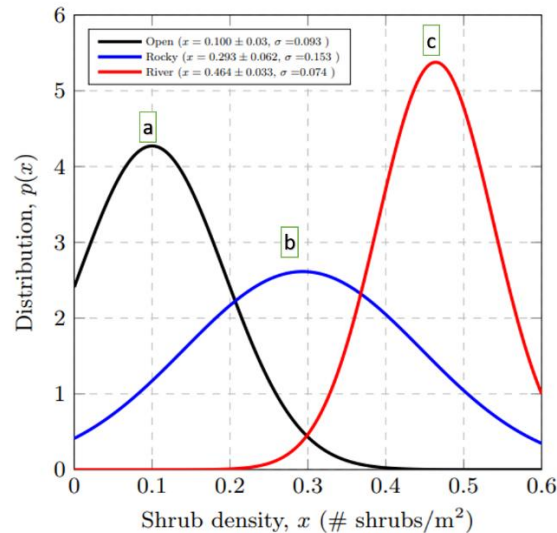 6
5
4
3
2
1
0
Distribution, p(x)
Open (x = 0.100 ± 0.03, σ =0.093 )
Rocky (x = 0.293 ± 0.062, σ =0.153 )
River (x = 0.464 ± 0.033, σ =0.074 )
a
b
c
0 0.1 0.2 0.3 0.4 0.5 0.6
Shrub density, x (# shrubs/m²)